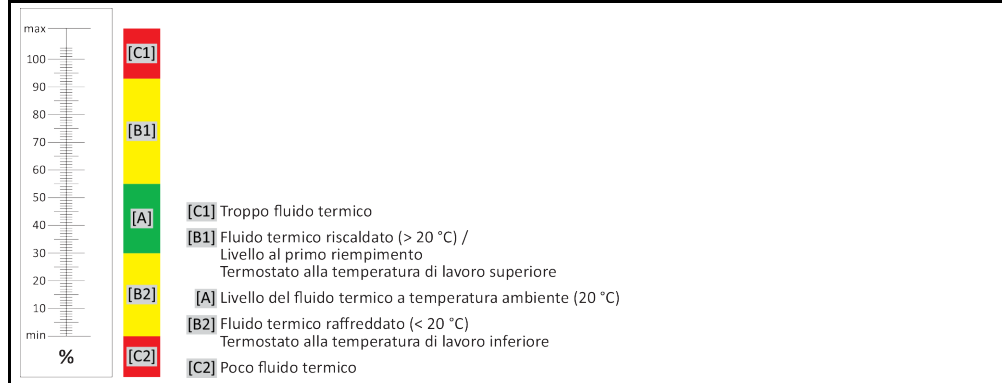 max
100
90
80
70
60
50
40
30
20
10
min
%
[C1]
[B1]
[A]
[B2]
[C2]
[C1] Troppo fluido termico
[B1] Fluido termico riscaldato (> 20 °C) /
Livello al primo riempimento
Termostato alla temperatura di lavoro superiore
[A] Livello del fluido termico a temperatura ambiente (20 °C)
[B2] Fluido termico raffreddato (< 20 °C)
Termostato alla temperatura di lavoro inferiore
[C2] Poco fluido termico